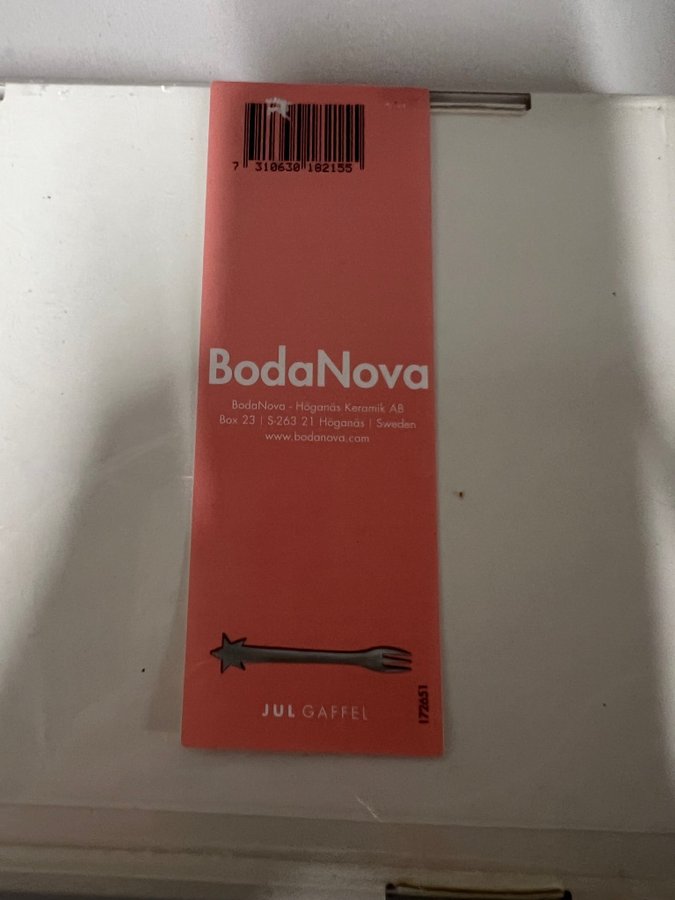 7 310630 182155
BodaNova
BodaNova - Höganäs Keramik AB
Box 23 | S-263 21 Höganäs | Sweden
www.bodanova.com
JUL GAFFEL
172651